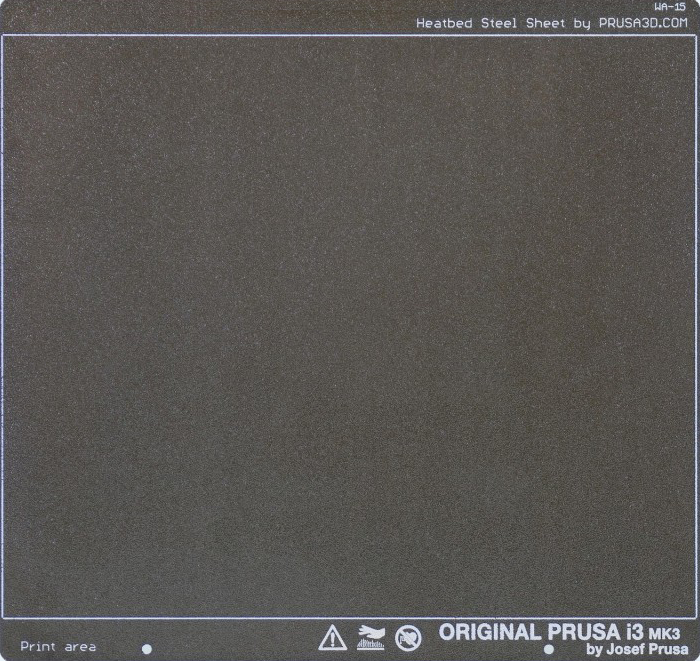 WA-15
Heatbed Steel Sheet by PRUSA3D.COM
ORIGINAL PRUSA i3 MK3
by Josef Prusa
Print area